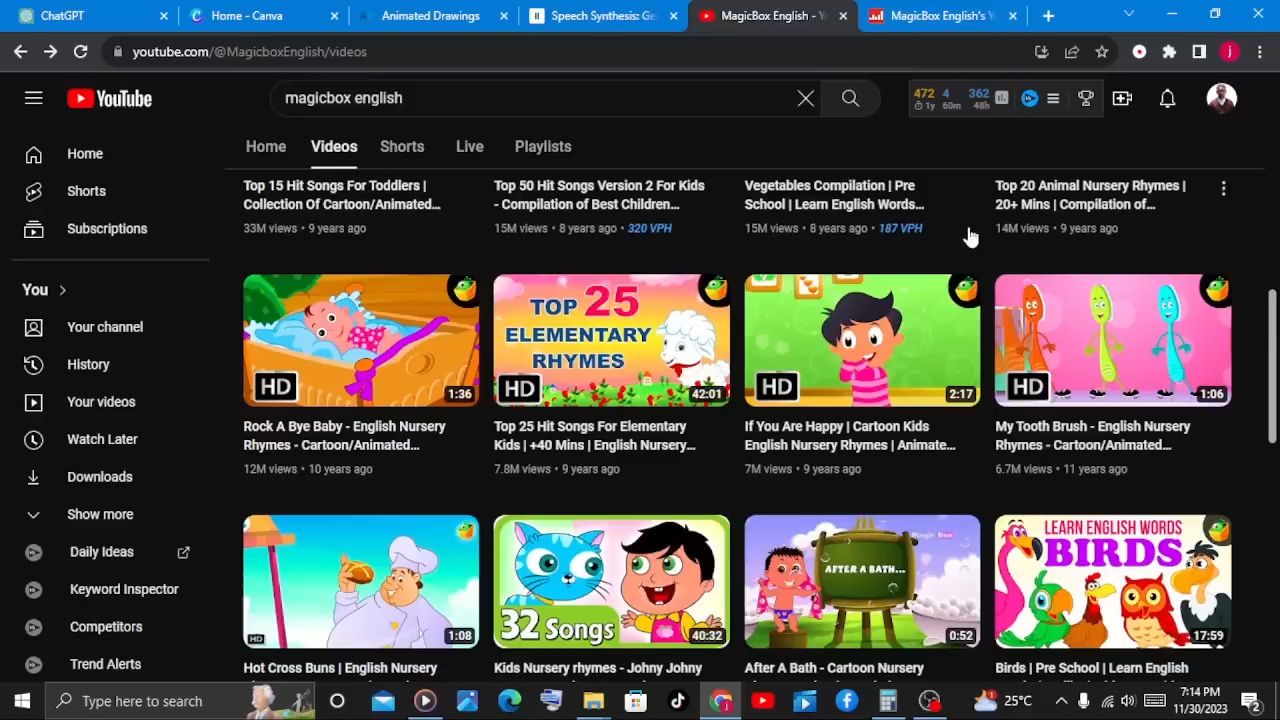 ChatGPT
Home - Canva
Animated Drawings
Speech Synthesis: Ge
MagicBox English - Y
MagicBox English's Y
youtube.com/@MagicboxEnglish/videos
YouTube
magicbox english
472 4 362
1y 60m 48h
Home Videos Shorts Live Playlists
Home
Shorts
Subscriptions
You
Your channel
History
Your videos
Watch Later
Downloads
Show more
Daily Ideas
Keyword Inspector
Competitors
Trend Alerts
Top 15 Hit Songs For Toddlers |
Collection Of Cartoon/Animated...
33M views • 9 years ago
Top 50 Hit Songs Version 2 For Kids
- Compilation of Best Children...
15M views • 8 years ago • 320 VPH
Vegetables Compilation | Pre
School | Learn English Words...
15M views • 8 years ago • 187 VPH
Top 20 Animal Nursery Rhymes |
20+ Mins | Compilation of...
14M views • 9 years ago
HD
1:36
Rock A Bye Baby - English Nursery
Rhymes - Cartoon/Animated...
12M views • 10 years ago
TOP 25
ELEMENTARY
RHYMES
HD
42:01
Top 25 Hit Songs For Elementary
Kids | +40 Mins | English Nursery...
7.8M views • 9 years ago
HD
2:17
If You Are Happy | Cartoon Kids
English Nursery Rhymes | Animate...
7M views • 9 years ago
HD
1:06
My Tooth Brush - English Nursery
Rhymes - Cartoon/Animated...
6.7M views • 11 years ago
HD
1:08
Hot Cross Buns | English Nursery
32 Songs
40:32
Kids Nursery rhymes - Johny Johny
Magic Box
AFTER A BATH...
0:52
After A Bath - Cartoon Nursery
LEARN ENGLISH WORDS
BIRDS
17:59
Birds | Pre School | Learn English
Type here to search
25°C
7:14 PM
11/30/2023
2